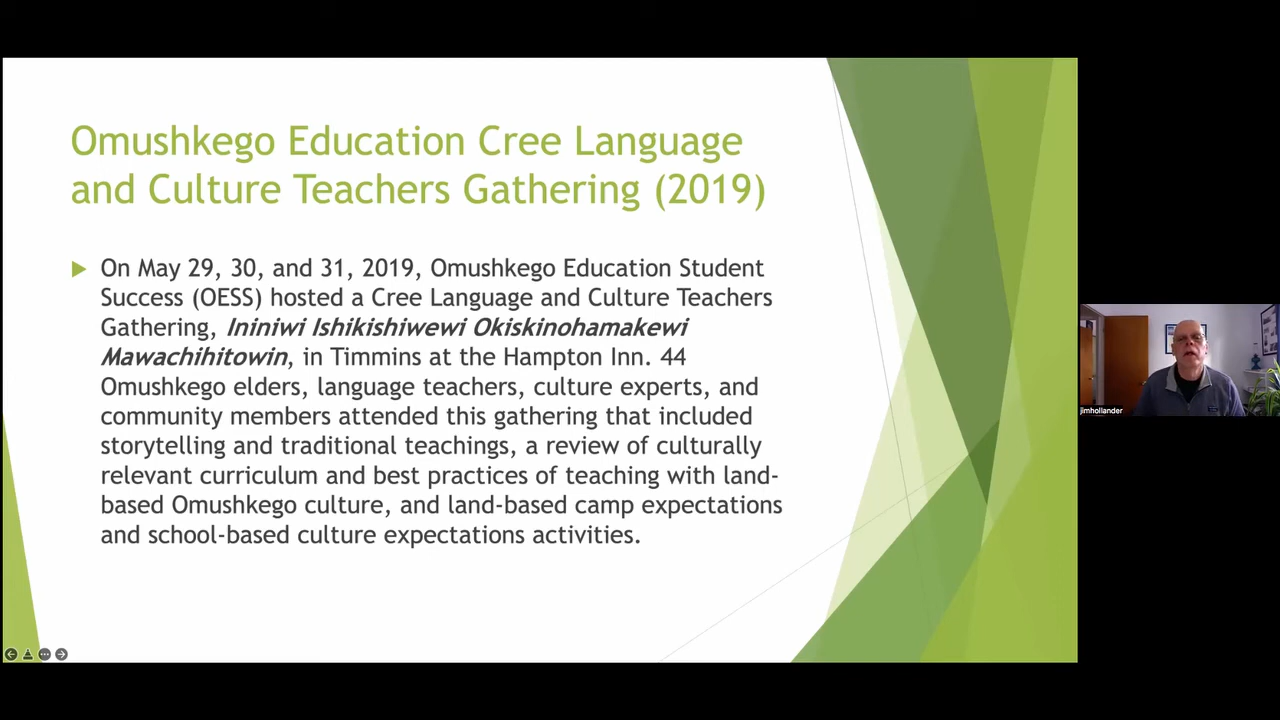 Omushkego Education Cree Language
and Culture Teachers Gathering (2019)
On May 29, 30, and 31, 2019, Omushkego Education Student
Success (OESS) hosted a Cree Language and Culture Teachers
Gathering, Ininiwi Ishikishiwewi Okiskinohamakewi
Mawachihitowin, in Timmins at the Hampton Inn. 44
Omushkego elders, language teachers, culture experts, and
community members attended this gathering that included
storytelling and traditional teachings, a review of culturally
relevant curriculum and best practices of teaching with land-
based Omushkego culture, and land-based camp expectations
and school-based culture expectations activities.
jimhollander